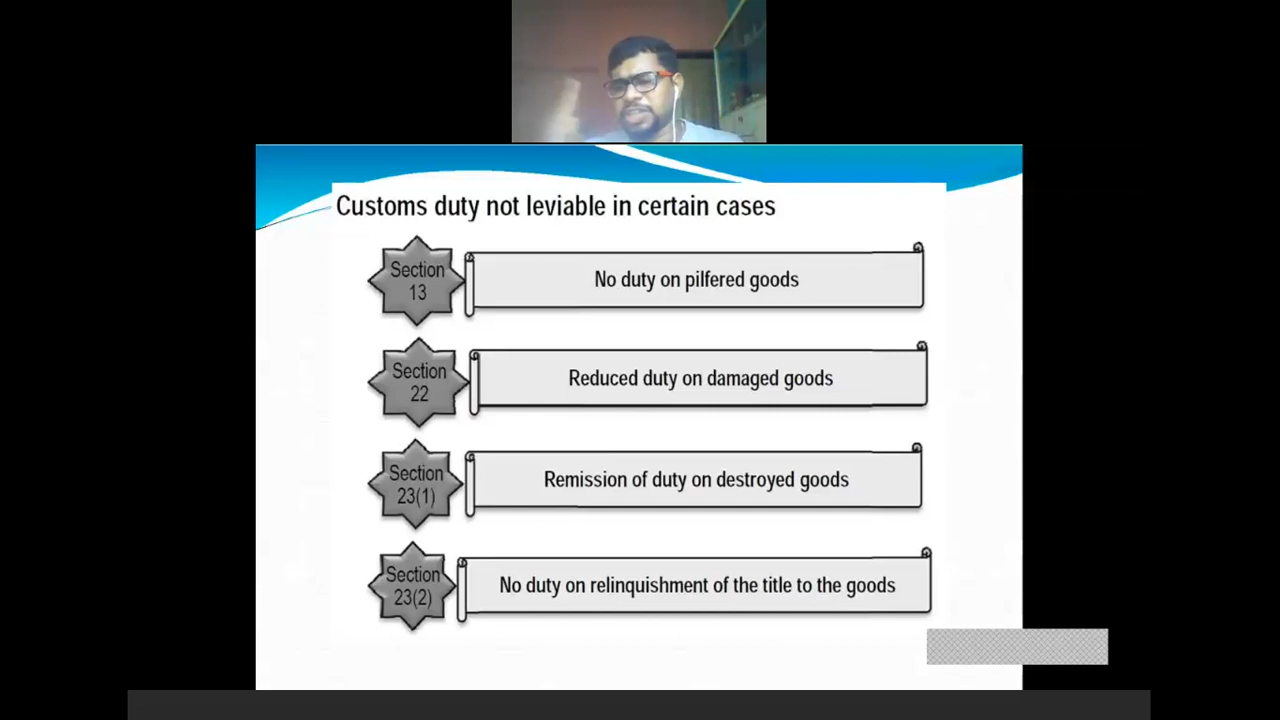 Customs duty not leviable in certain cases
Section
13
No duty on pilfered goods
Section
22
Reduced duty on damaged goods
Section
23(1)
Remission of duty on destroyed goods
Section
23(2)
No duty on relinquishment of the title to the goods